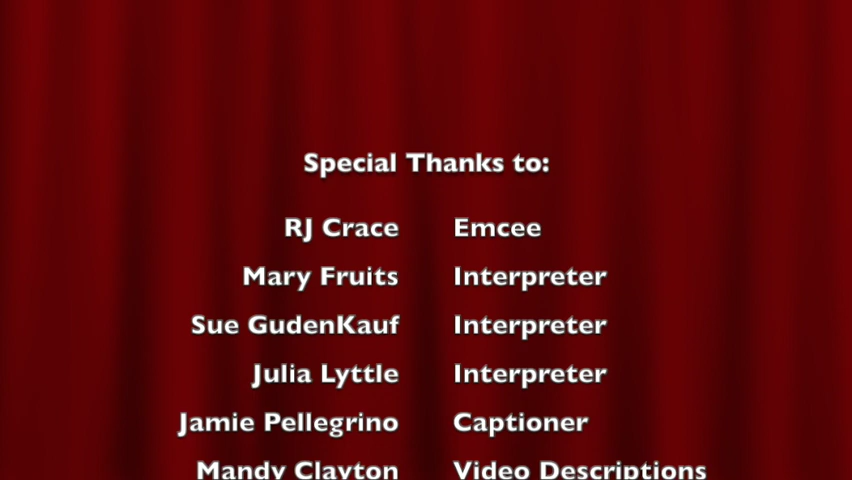 Special Thanks to:
RJ Crace Emcee
Mary Fruits Interpreter
Sue GudenKauf Interpreter
Julia Lyttle Interpreter
Jamie Pellegrino Captioner
Mandy Clayton Video Descriptions